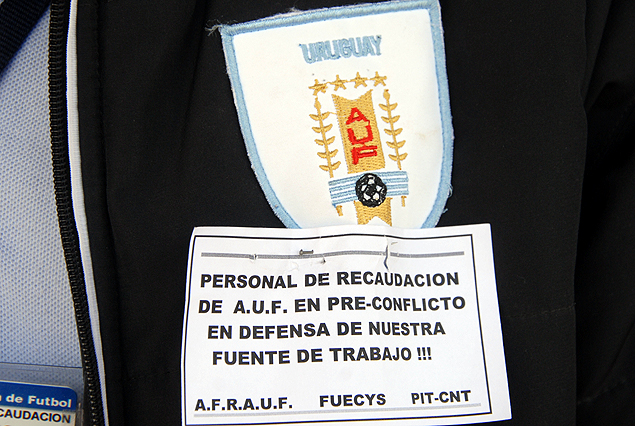 URUGUAY
AUF
PERSONAL DE RECAUDACION
DE A.U.F. EN PRE-CONFLICTO
EN DEFENSA DE NUESTRA
FUENTE DE TRABAJO !!!
A.F.R.A.U.F. FUECYS PIT-CNT
de Futbol
CAUDACION